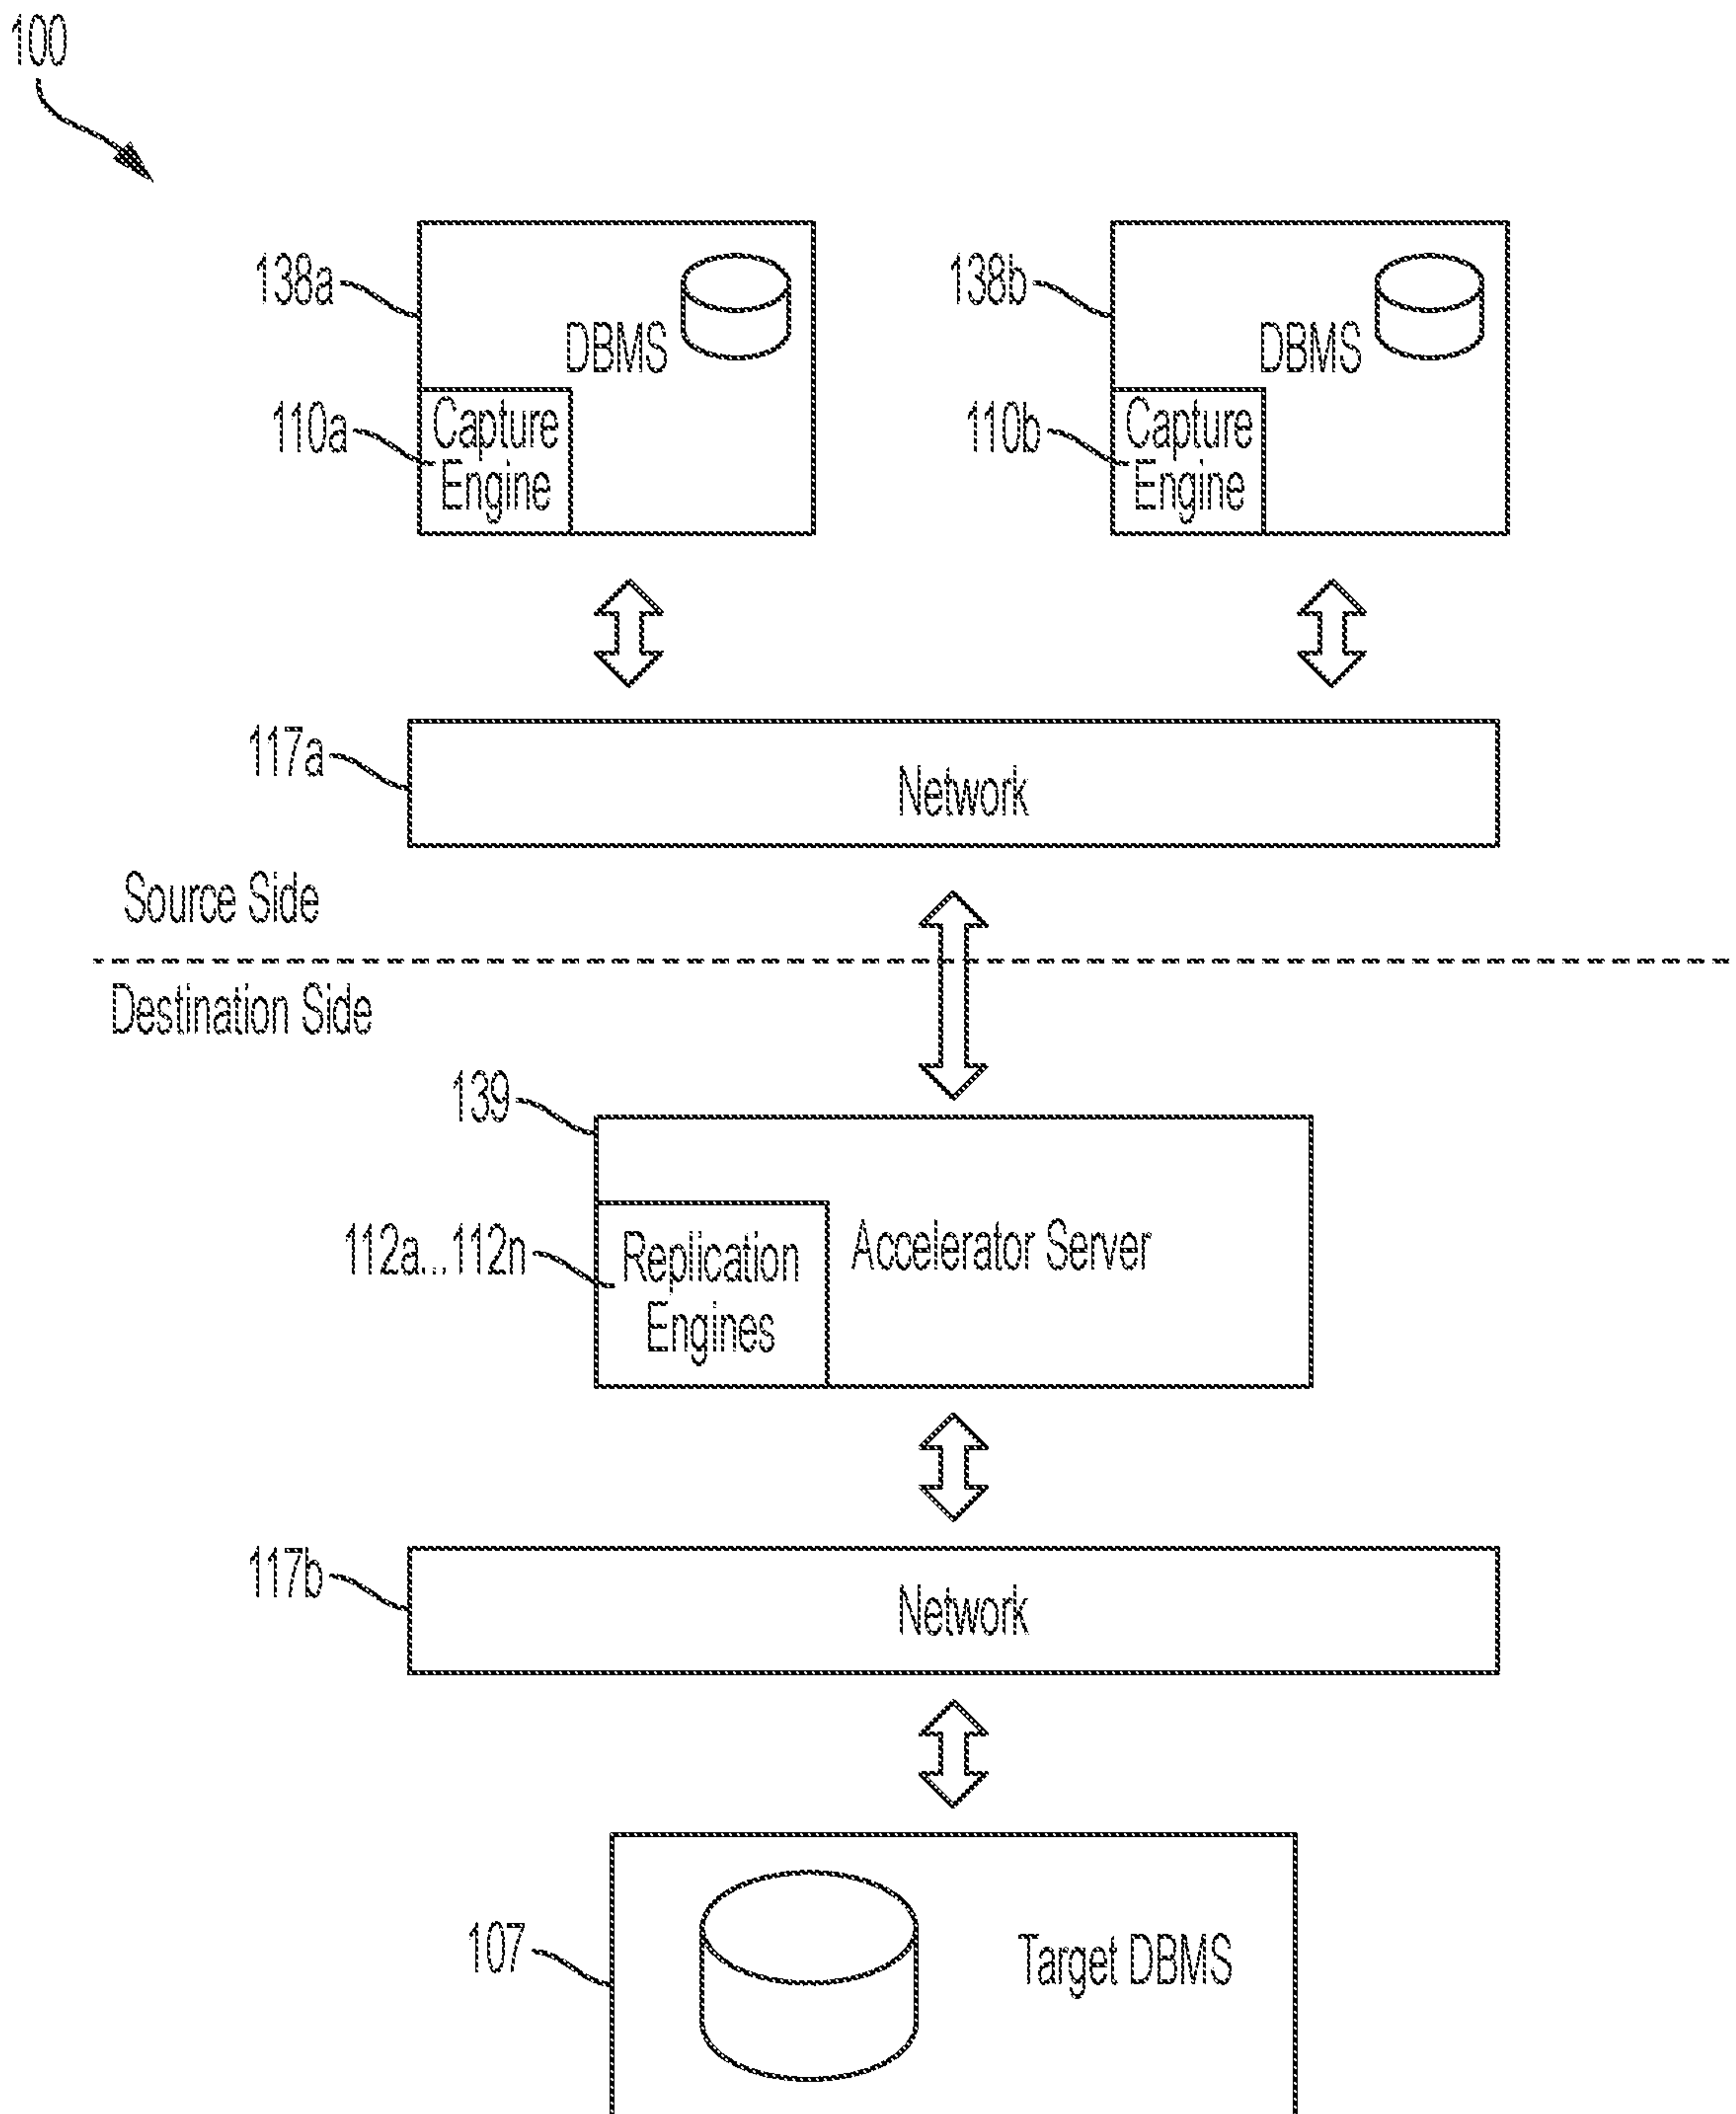 100
138a
DBMS
110a
Capture
Engine
138b
DBMS
110b
Capture
Engine
117a
Network
Source Side
Destination Side
139
112a...112n
Replication
Engines
Accelerator Server
117b
Network
107
Target DBMS